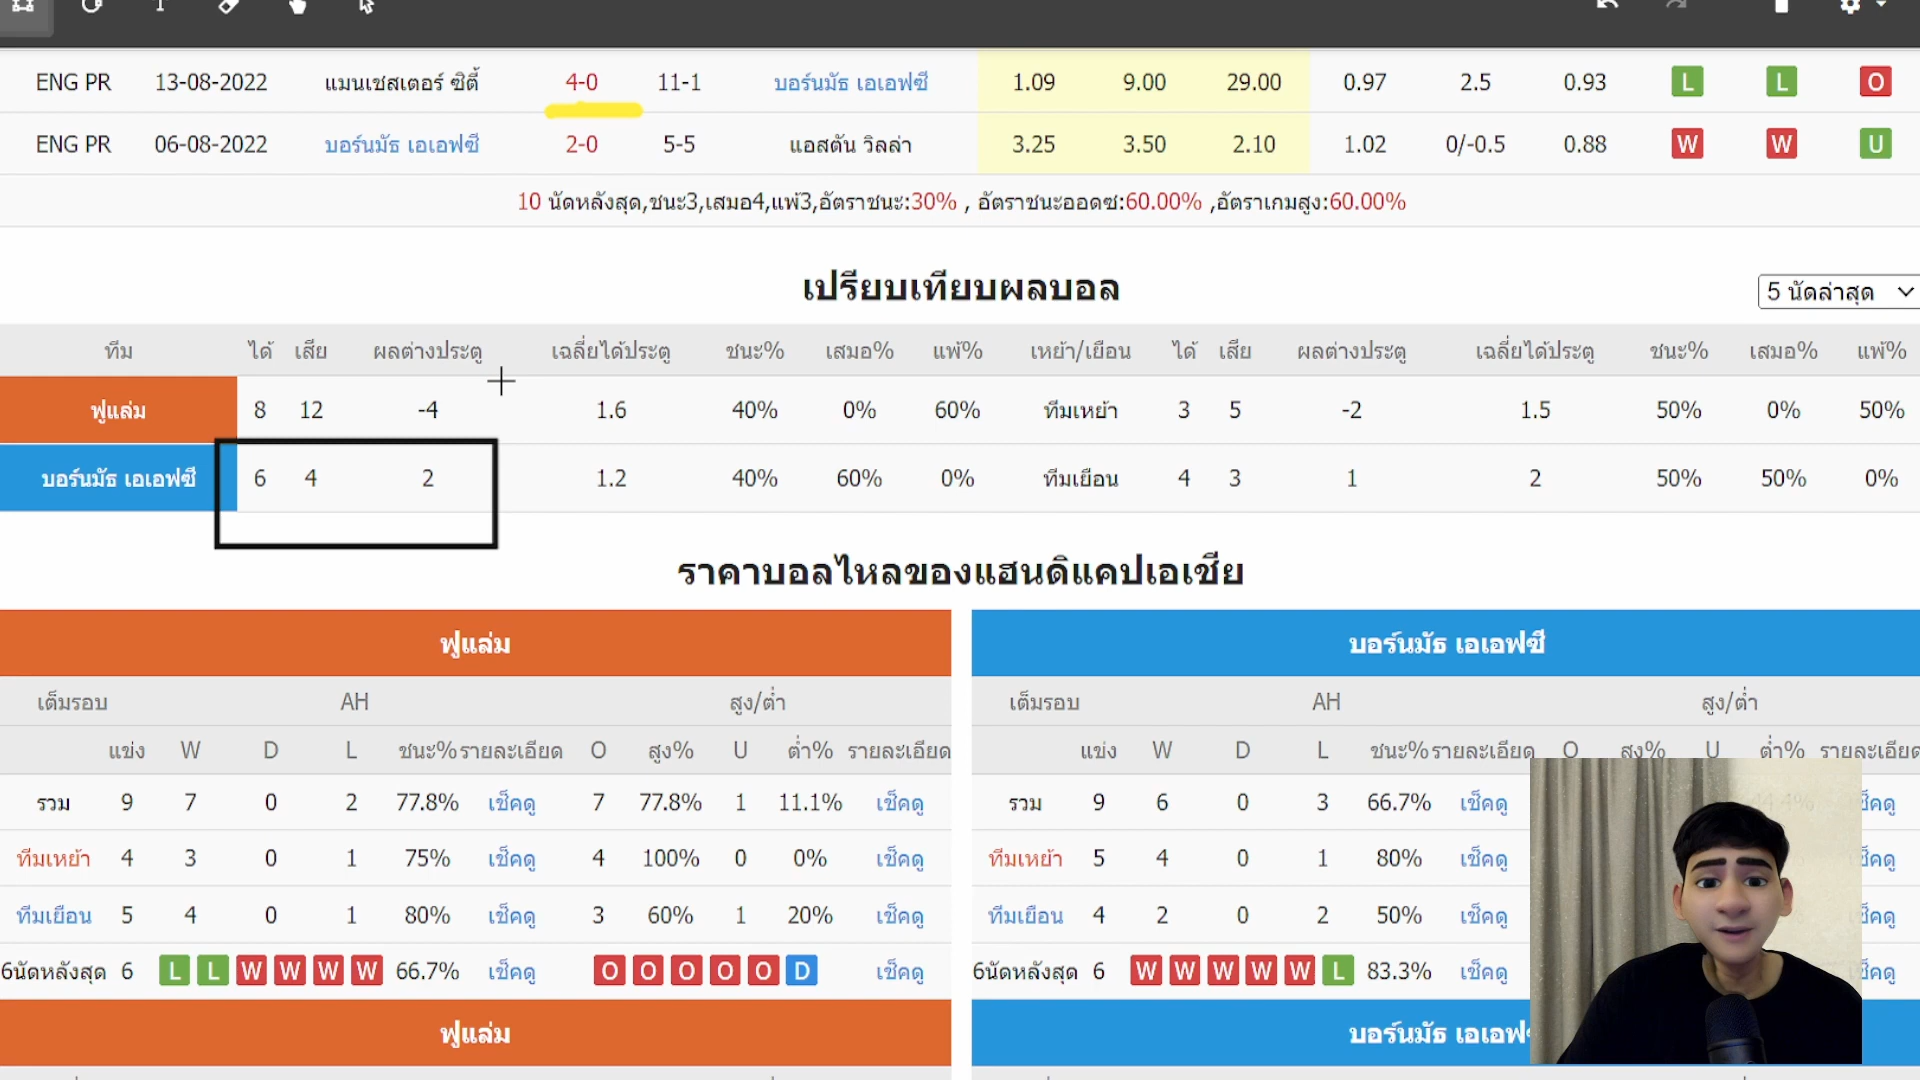 ENG PR 13-08-2022 แมนเชสเตอร์ ซิตี้ 4-0 11-1 บอร์นมัธ เอเอฟซี 1.09 9.00 29.00 0.97 2.5 0.93 L L O
ENG PR 06-08-2022 บอร์นมัธ เอเอฟซี 2-0 5-5 แอสตัน วิลล่า 3.25 3.50 2.10 1.02 0/-0.5 0.88 W W U
10 นัดหลังสุด,ชนะ3,เสมอ4,แพ้3,อัตราชนะ:30% , อัตราชนะออดซ:60.00% ,อัตราเกมสูง:60.00%
เปรียบเทียบผลบอล
5 นัดล่าสุด
ทีม ได้ เสีย ผลต่างประตู เฉลี่ยได้ประตู ชนะ% เสมอ% แพ้% เหย้า/เยือน ได้ เสีย ผลต่างประตู เฉลี่ยได้ประตู ชนะ% เสมอ% แพ้%
ฟูแล่ม 8 12 -4 1.6 40% 0% 60% ทีมเหย้า 3 5 -2 1.5 50% 0% 50%
บอร์นมัธ เอเอฟซี 6 4 2 1.2 40% 60% 0% ทีมเยือน 4 3 1 2 50% 50% 0%
ราคาบอลไหลของแฮนดิแคปเอเชีย
ฟูแล่ม
เต็มรอบ AH สูง/ต่ำ
แข่ง W D L ชนะ% รายละเอียด O สูง% U ต่ำ% รายละเอียด
รวม 9 7 0 2 77.8% เช็คดู 7 77.8% 1 11.1% เช็คดู
ทีมเหย้า 4 3 0 1 75% เช็คดู 4 100% 0 0% เช็คดู
ทีมเยือน 5 4 0 1 80% เช็คดู 3 60% 1 20% เช็คดู
6นัดหลังสุด 6 L L W W W W 66.7% เช็คดู O O O O O D เช็คดู
ฟูแล่ม
บอร์นมัธ เอเอฟซี
เต็มรอบ AH สูง/ต่ำ
แข่ง W D L ชนะ% รายละเอียด O สูง% U ต่ำ% รายละเอียด
รวม 9 6 0 3 66.7% เช็คดู
ทีมเหย้า 5 4 0 1 80% เช็คดู
ทีมเยือน 4 2 0 2 50% เช็คดู
6นัดหลังสุด 6 W W W W W L 83.3% เช็คดู
บอร์นมัธ